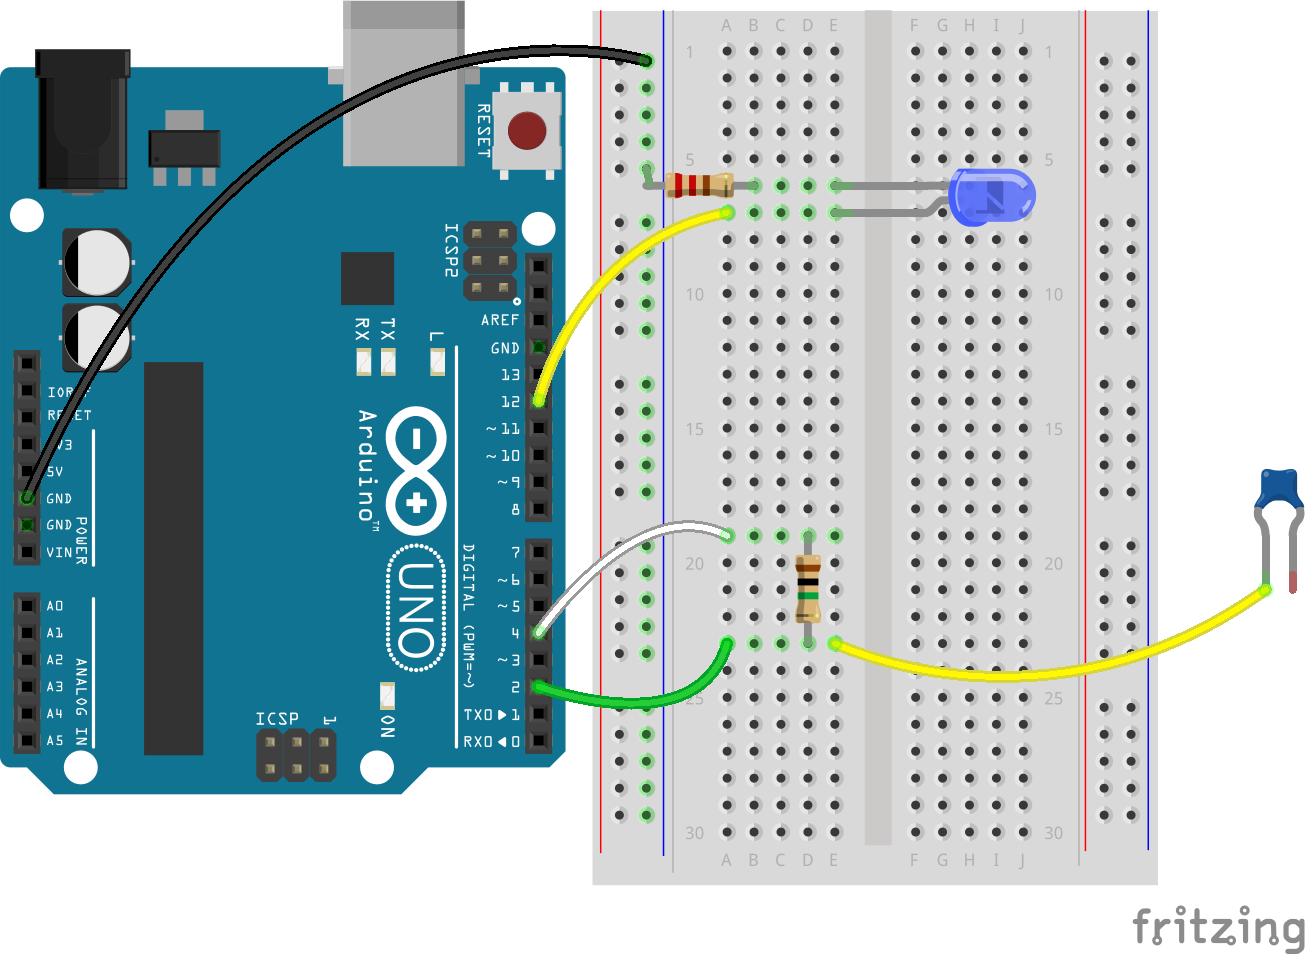 RESET
ICSP2
AREF
GND
13
12
~11
~10
~9
8
7
~6
~5
4
~3
2
TX0▶1
RX0◀0
DIGITAL (PWM=~)
RX
TX
L
Arduino™
UNO
ON
ICSP
1
IOREF
RESET
3V3
5V
GND
GND
VIN
POWER
A0
A1
A2
A3
A4
A5
ANALOG IN
A B C D E F G H I J
1 1
5 5
10 10
15 15
20 20
25 25
30 30
A B C D E F G H I J
fritzing